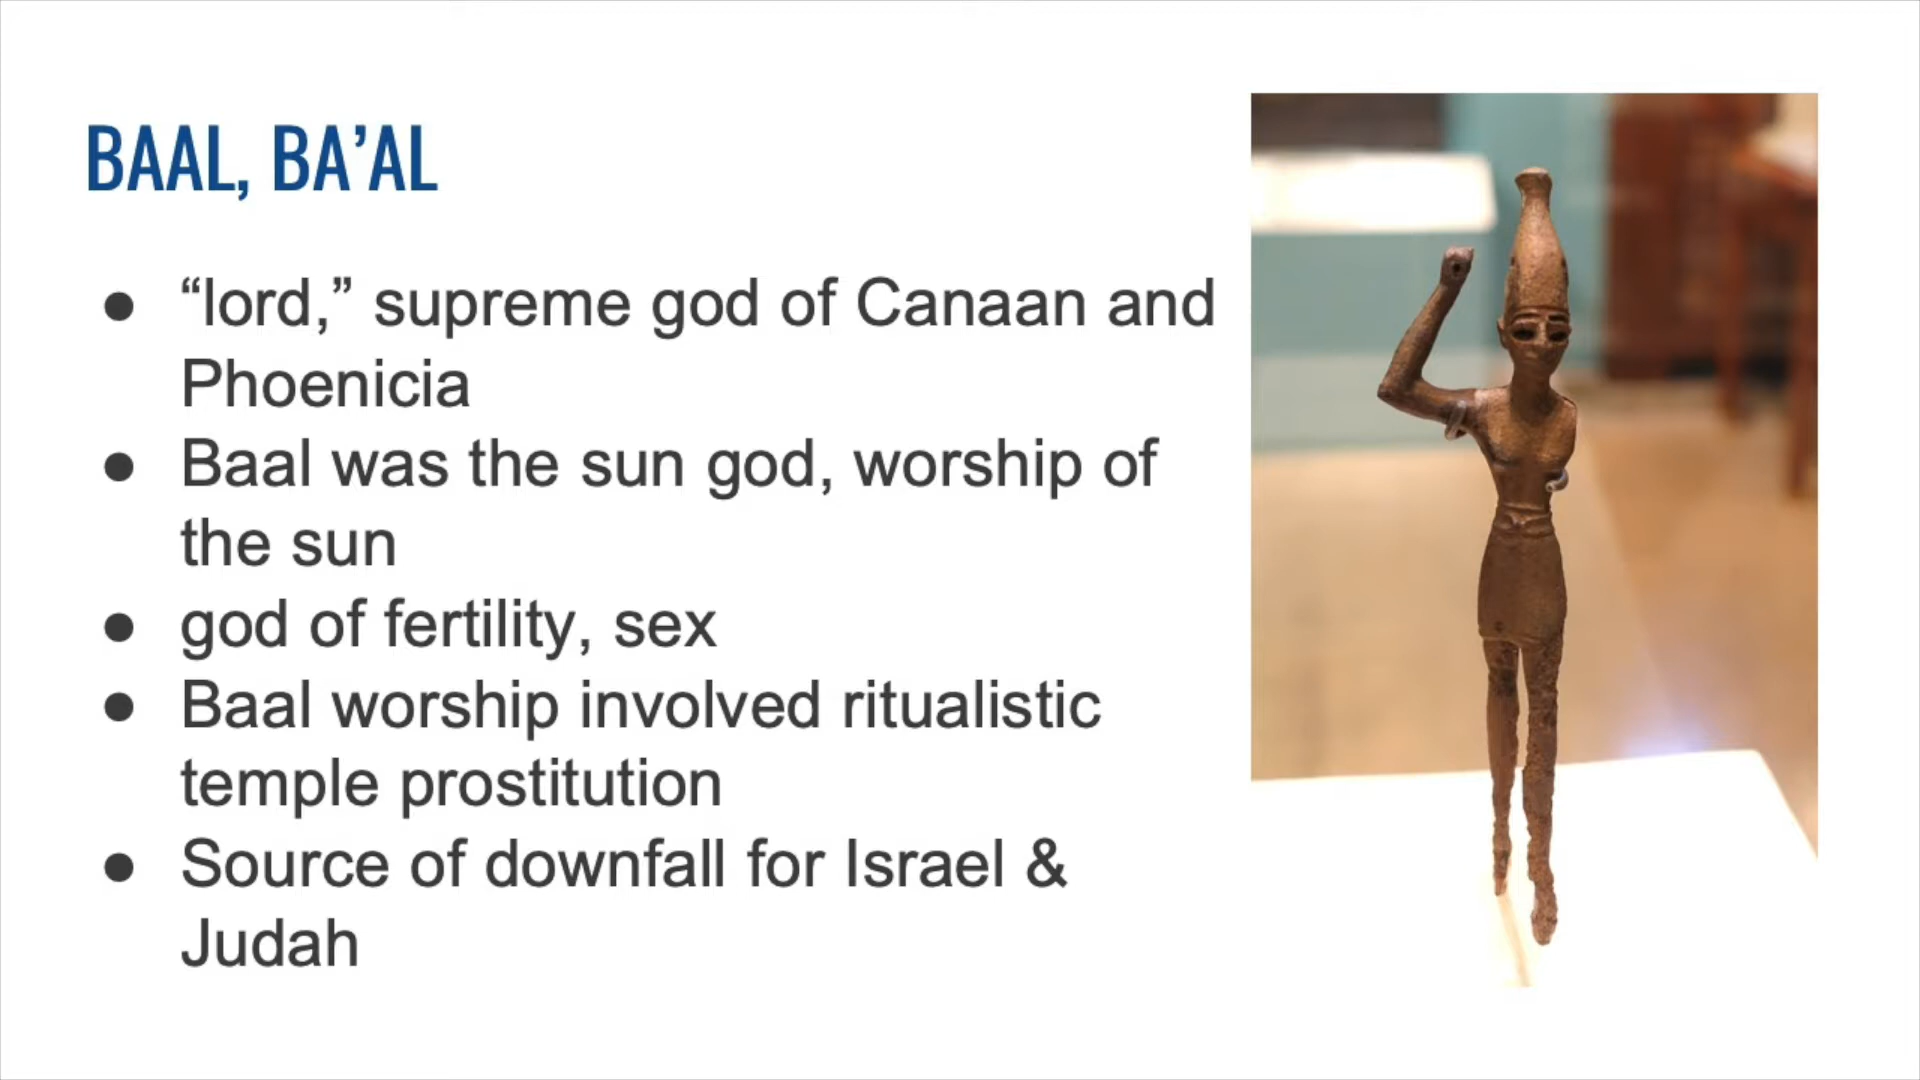 BAAL, BA’AL
● “lord,” supreme god of Canaan and
Phoenicia
● Baal was the sun god, worship of
the sun
● god of fertility, sex
● Baal worship involved ritualistic
temple prostitution
● Source of downfall for Israel &
Judah